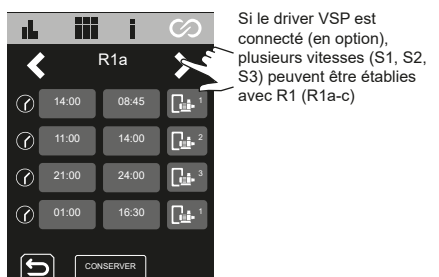 R1a
14:00 08:45 1
11:00 14:00 2
21:00 24:00 3
01:00 16:30 1
CONSERVER
Si le driver VSP est
connecté (en option),
plusieurs vitesses (S1, S2,
S3) peuvent être établies
avec R1 (R1a-c)